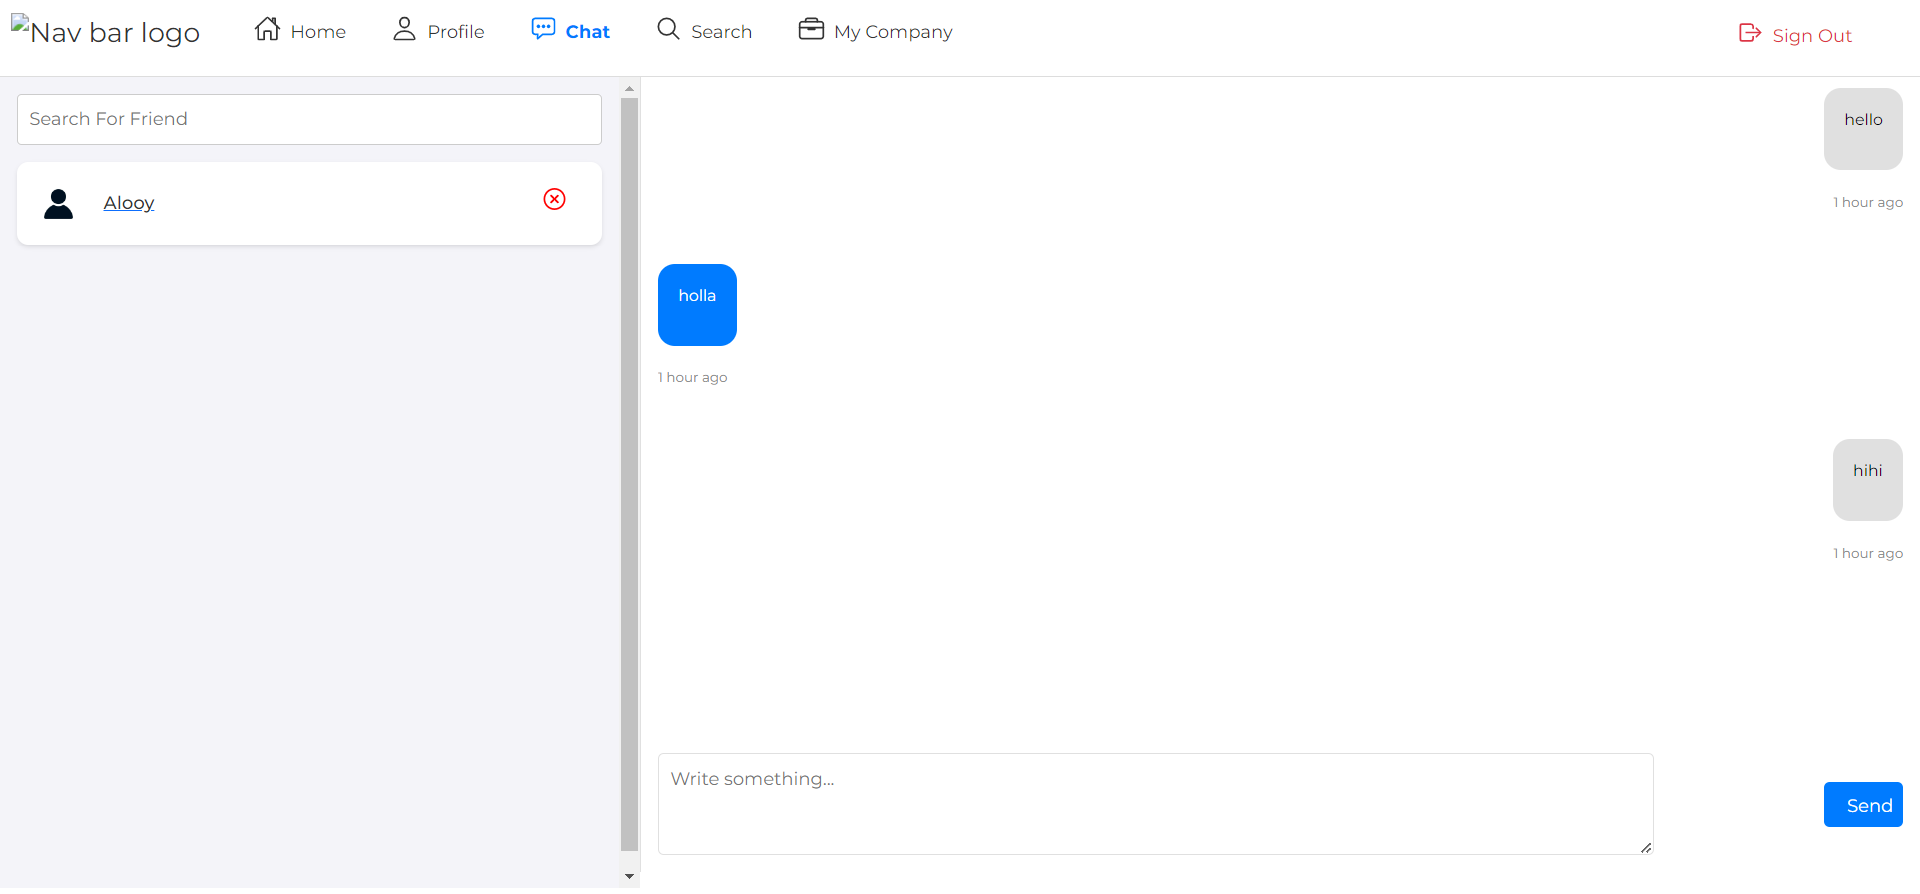 Nav bar logo
Home
Profile
Chat
Search
My Company
Sign Out
Search For Friend
Alooy
hello
1 hour ago
holla
1 hour ago
hihi
1 hour ago
Write something...
Send